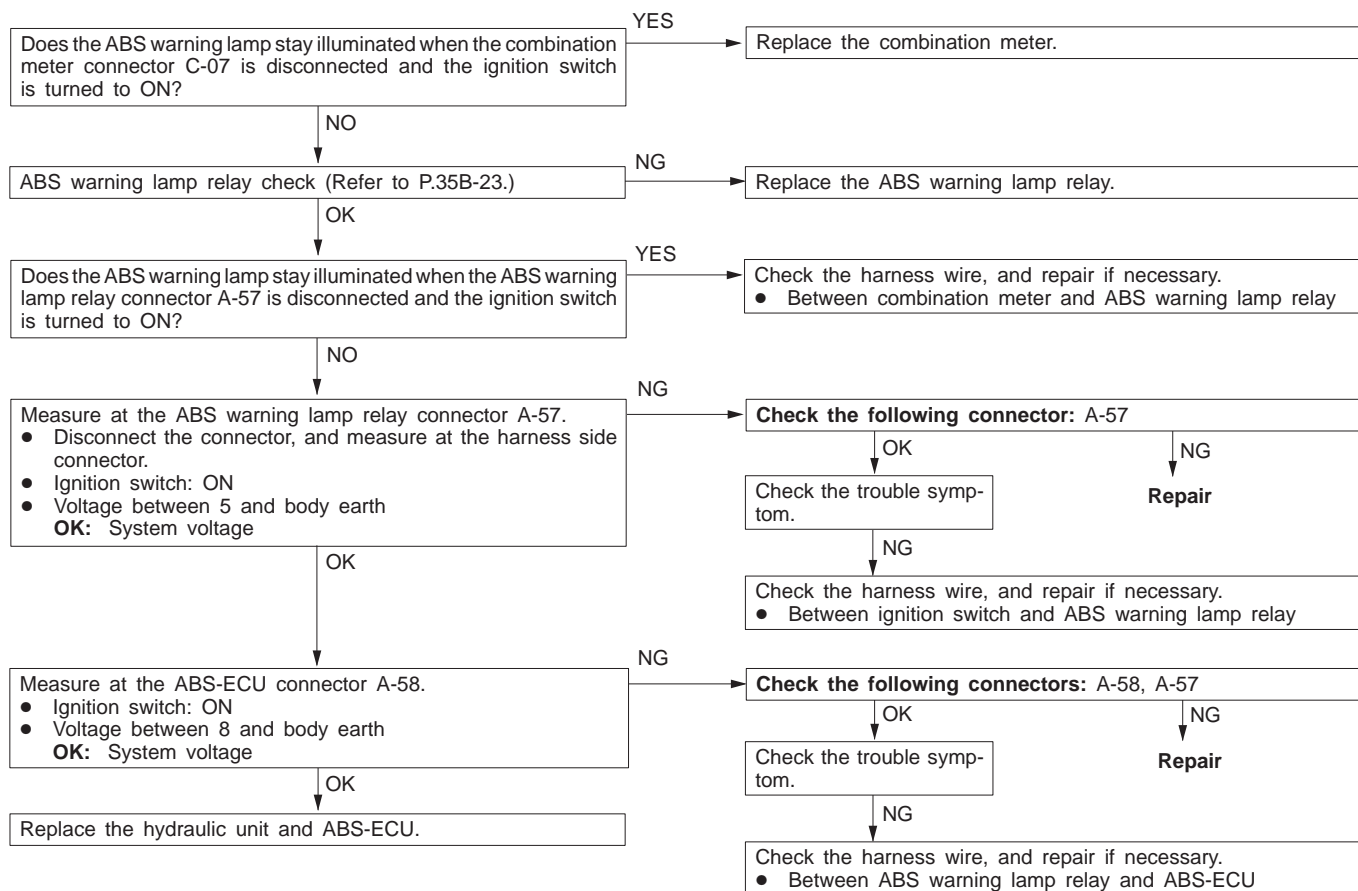 Does the ABS warning lamp stay illuminated when the combination
meter connector C-07 is disconnected and the ignition switch
is turned to ON?
YES
Replace the combination meter.
NO
ABS warning lamp relay check (Refer to P.35B-23.)
NG
Replace the ABS warning lamp relay.
OK
Does the ABS warning lamp stay illuminated when the ABS warning
lamp relay connector A-57 is disconnected and the ignition switch
is turned to ON?
YES
Check the harness wire, and repair if necessary.
● Between combination meter and ABS warning lamp relay
NO
Measure at the ABS warning lamp relay connector A-57.
● Disconnect the connector, and measure at the harness side
connector.
● Ignition switch: ON
● Voltage between 5 and body earth
OK: System voltage
NG
Check the following connector: A-57
OK
NG
Check the trouble symp-
tom.
Repair
NG
Check the harness wire, and repair if necessary.
● Between ignition switch and ABS warning lamp relay
OK
Measure at the ABS-ECU connector A-58.
● Ignition switch: ON
● Voltage between 8 and body earth
OK: System voltage
NG
Check the following connectors: A-58, A-57
OK
NG
Check the trouble symp-
tom.
Repair
NG
Check the harness wire, and repair if necessary.
● Between ABS warning lamp relay and ABS-ECU
OK
Replace the hydraulic unit and ABS-ECU.